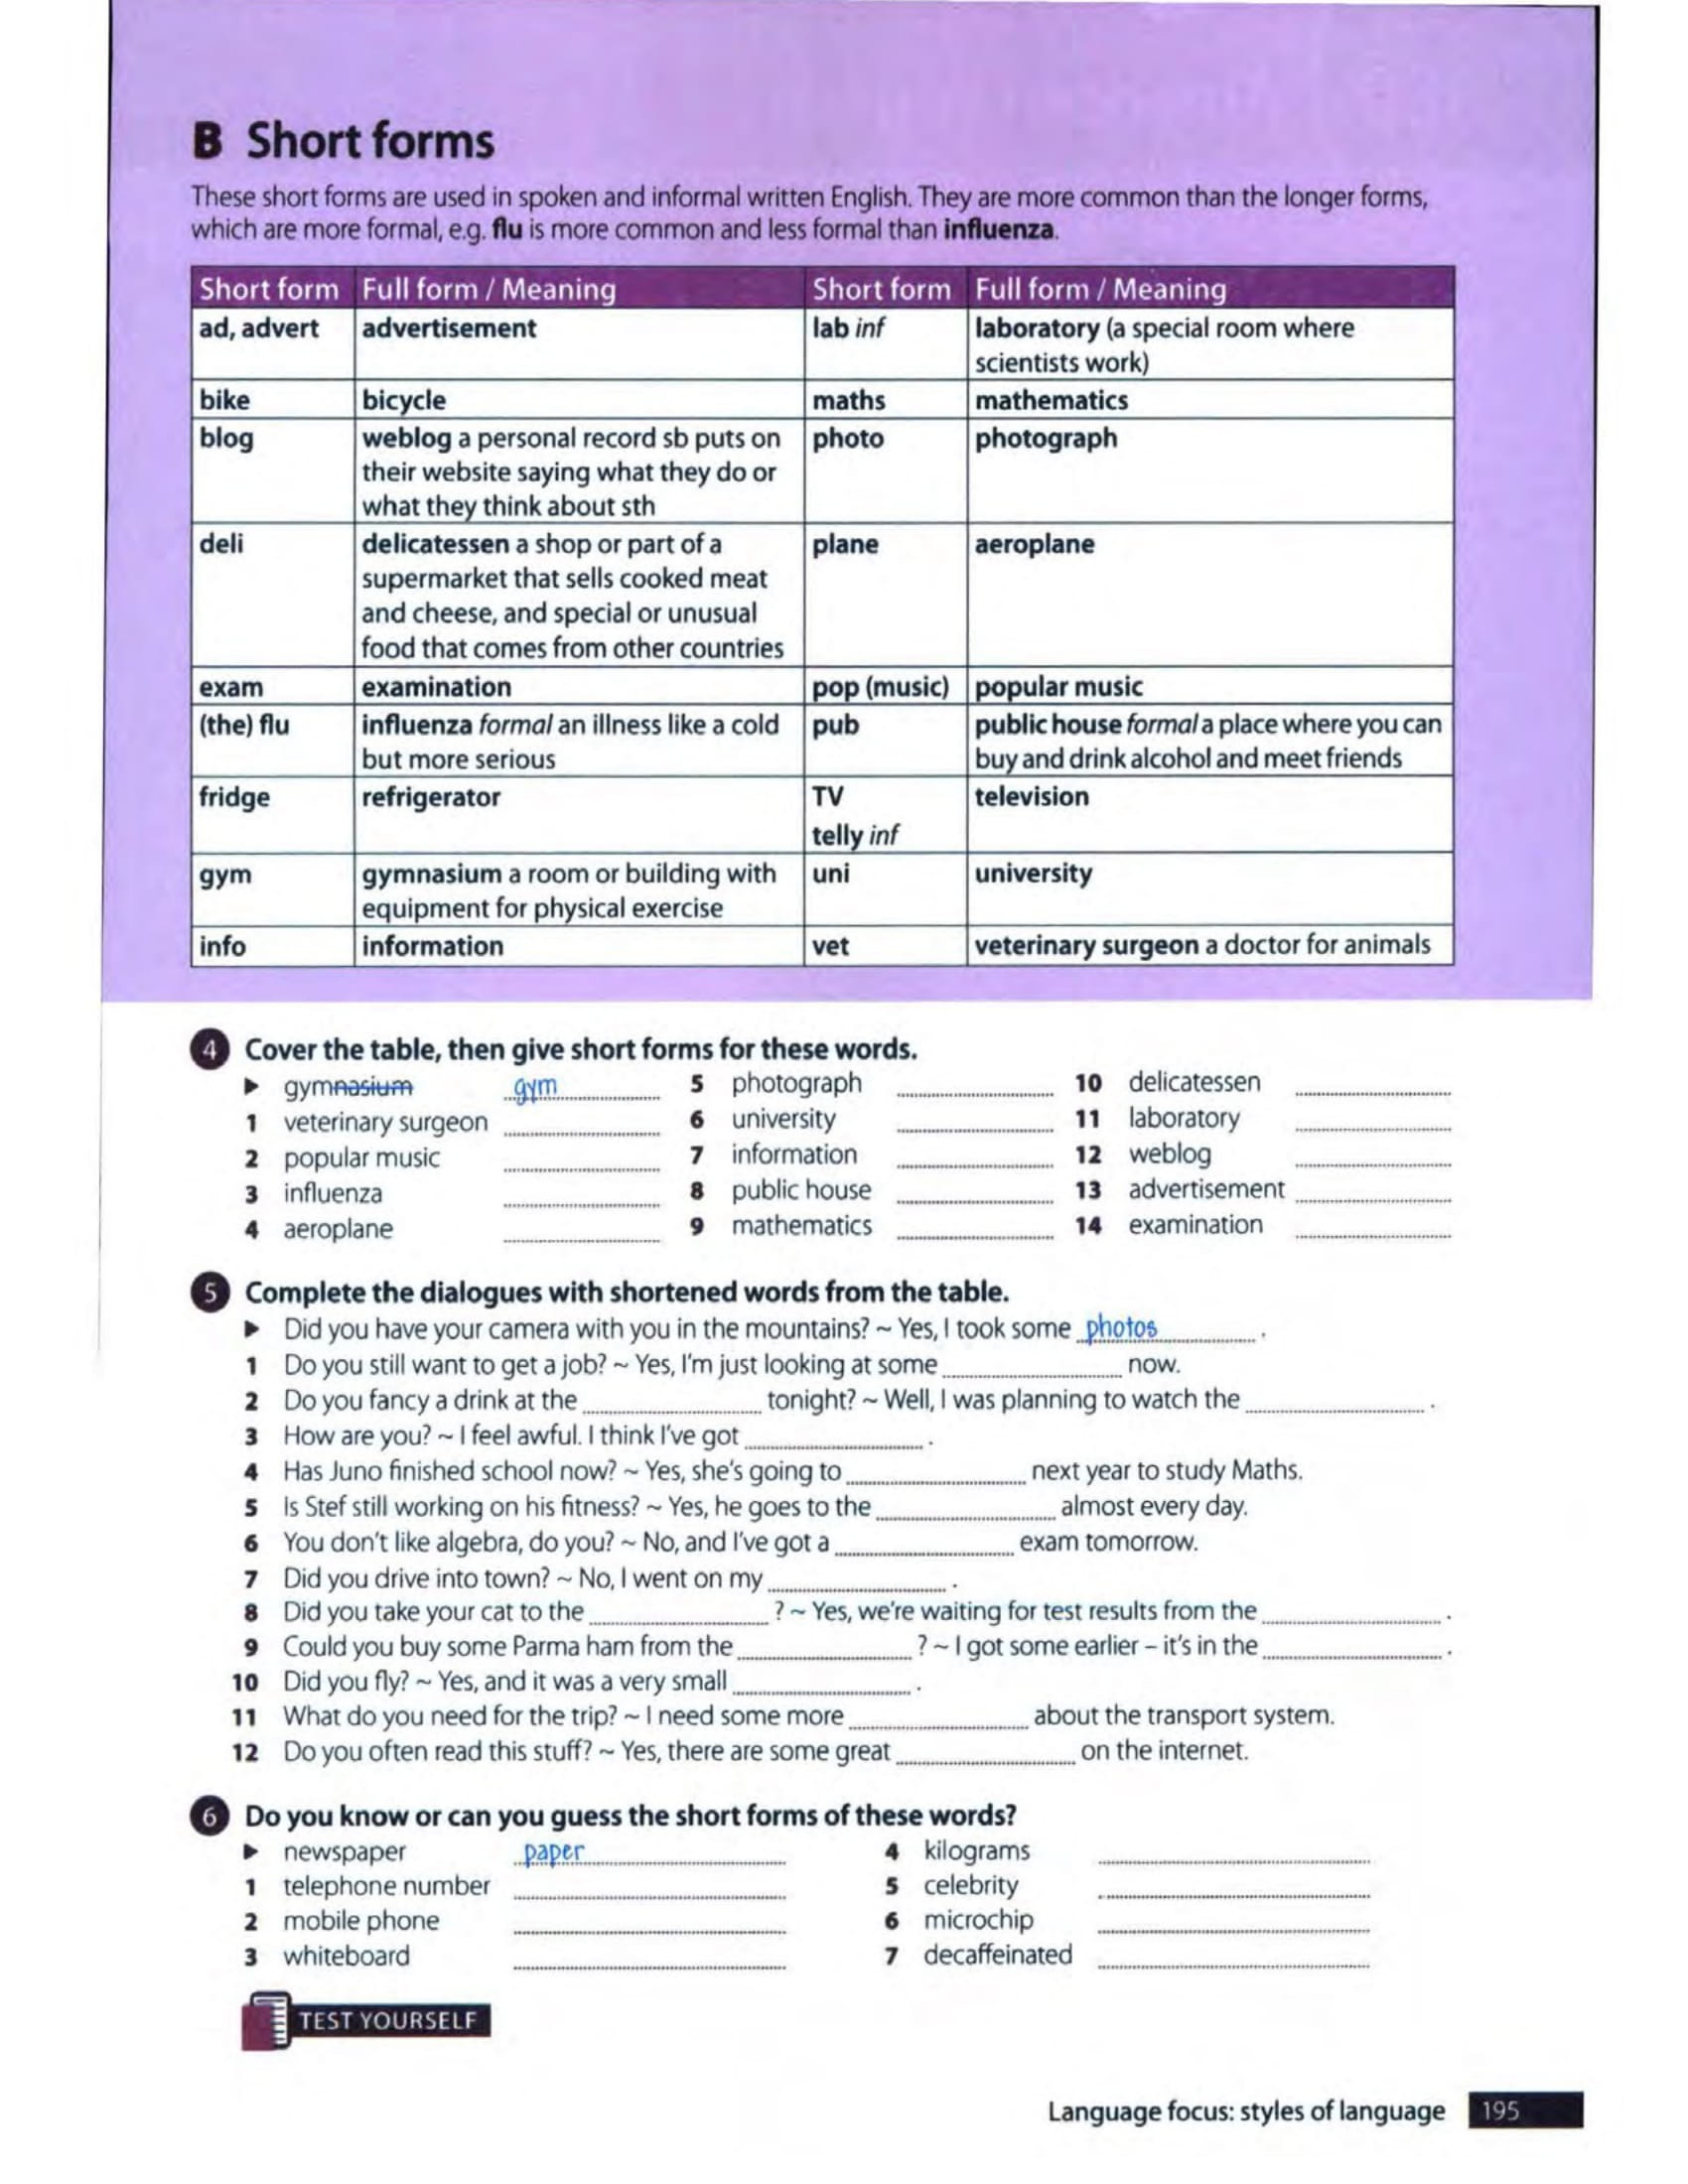 B Short forms
These short forms are used in spoken and informal written English. They are more common than the longer forms,
which are more formal, e.g. flu is more common and less formal than influenza.
Short form Full form / Meaning Short form Full form / Meaning
ad, advert advertisement lab inf laboratory (a special room where
scientists work)
bike bicycle maths mathematics
blog weblog a personal record sb puts on photo photograph
their website saying what they do or
what they think about sth
deli delicatessen a shop or part of a plane aeroplane
supermarket that sells cooked meat
and cheese, and special or unusual
food that comes from other countries
exam examination pop (music) popular music
(the) flu influenza formal an illness like a cold pub public house formal a place where you can
but more serious buy and drink alcohol and meet friends
fridge refrigerator TV television
telly inf
gym gymnasium a room or building with uni university
equipment for physical exercise
info information vet veterinary surgeon a doctor for animals
4 Cover the table, then give short forms for these words.
▶ gymnasium gym 5 photograph 10 delicatessen
1 veterinary surgeon 6 university 11 laboratory
2 popular music 7 information 12 weblog
3 influenza 8 public house 13 advertisement
4 aeroplane 9 mathematics 14 examination
5 Complete the dialogues with shortened words from the table.
▶ Did you have your camera with you in the mountains? ~ Yes, I took some photos.
1 Do you still want to get a job? ~ Yes, I'm just looking at some ............ now.
2 Do you fancy a drink at the ............ tonight? ~ Well, I was planning to watch the ............ .
3 How are you? ~ I feel awful. I think I've got ............ .
4 Has Juno finished school now? ~ Yes, she's going to ............ next year to study Maths.
5 Is Stef still working on his fitness? ~ Yes, he goes to the ............ almost every day.
6 You don't like algebra, do you? ~ No, and I've got a ............ exam tomorrow.
7 Did you drive into town? ~ No, I went on my ............ .
8 Did you take your cat to the ............ ? ~ Yes, we're waiting for test results from the ............ .
9 Could you buy some Parma ham from the ............ ? ~ I got some earlier – it's in the ............ .
10 Did you fly? ~ Yes, and it was a very small ............ .
11 What do you need for the trip? ~ I need some more ............ about the transport system.
12 Do you often read this stuff? ~ Yes, there are some great ............ on the internet.
6 Do you know or can you guess the short forms of these words?
▶ newspaper paper 4 kilograms
1 telephone number 5 celebrity
2 mobile phone 6 microchip
3 whiteboard 7 decaffeinated
TEST YOURSELF
Language focus: styles of language 195